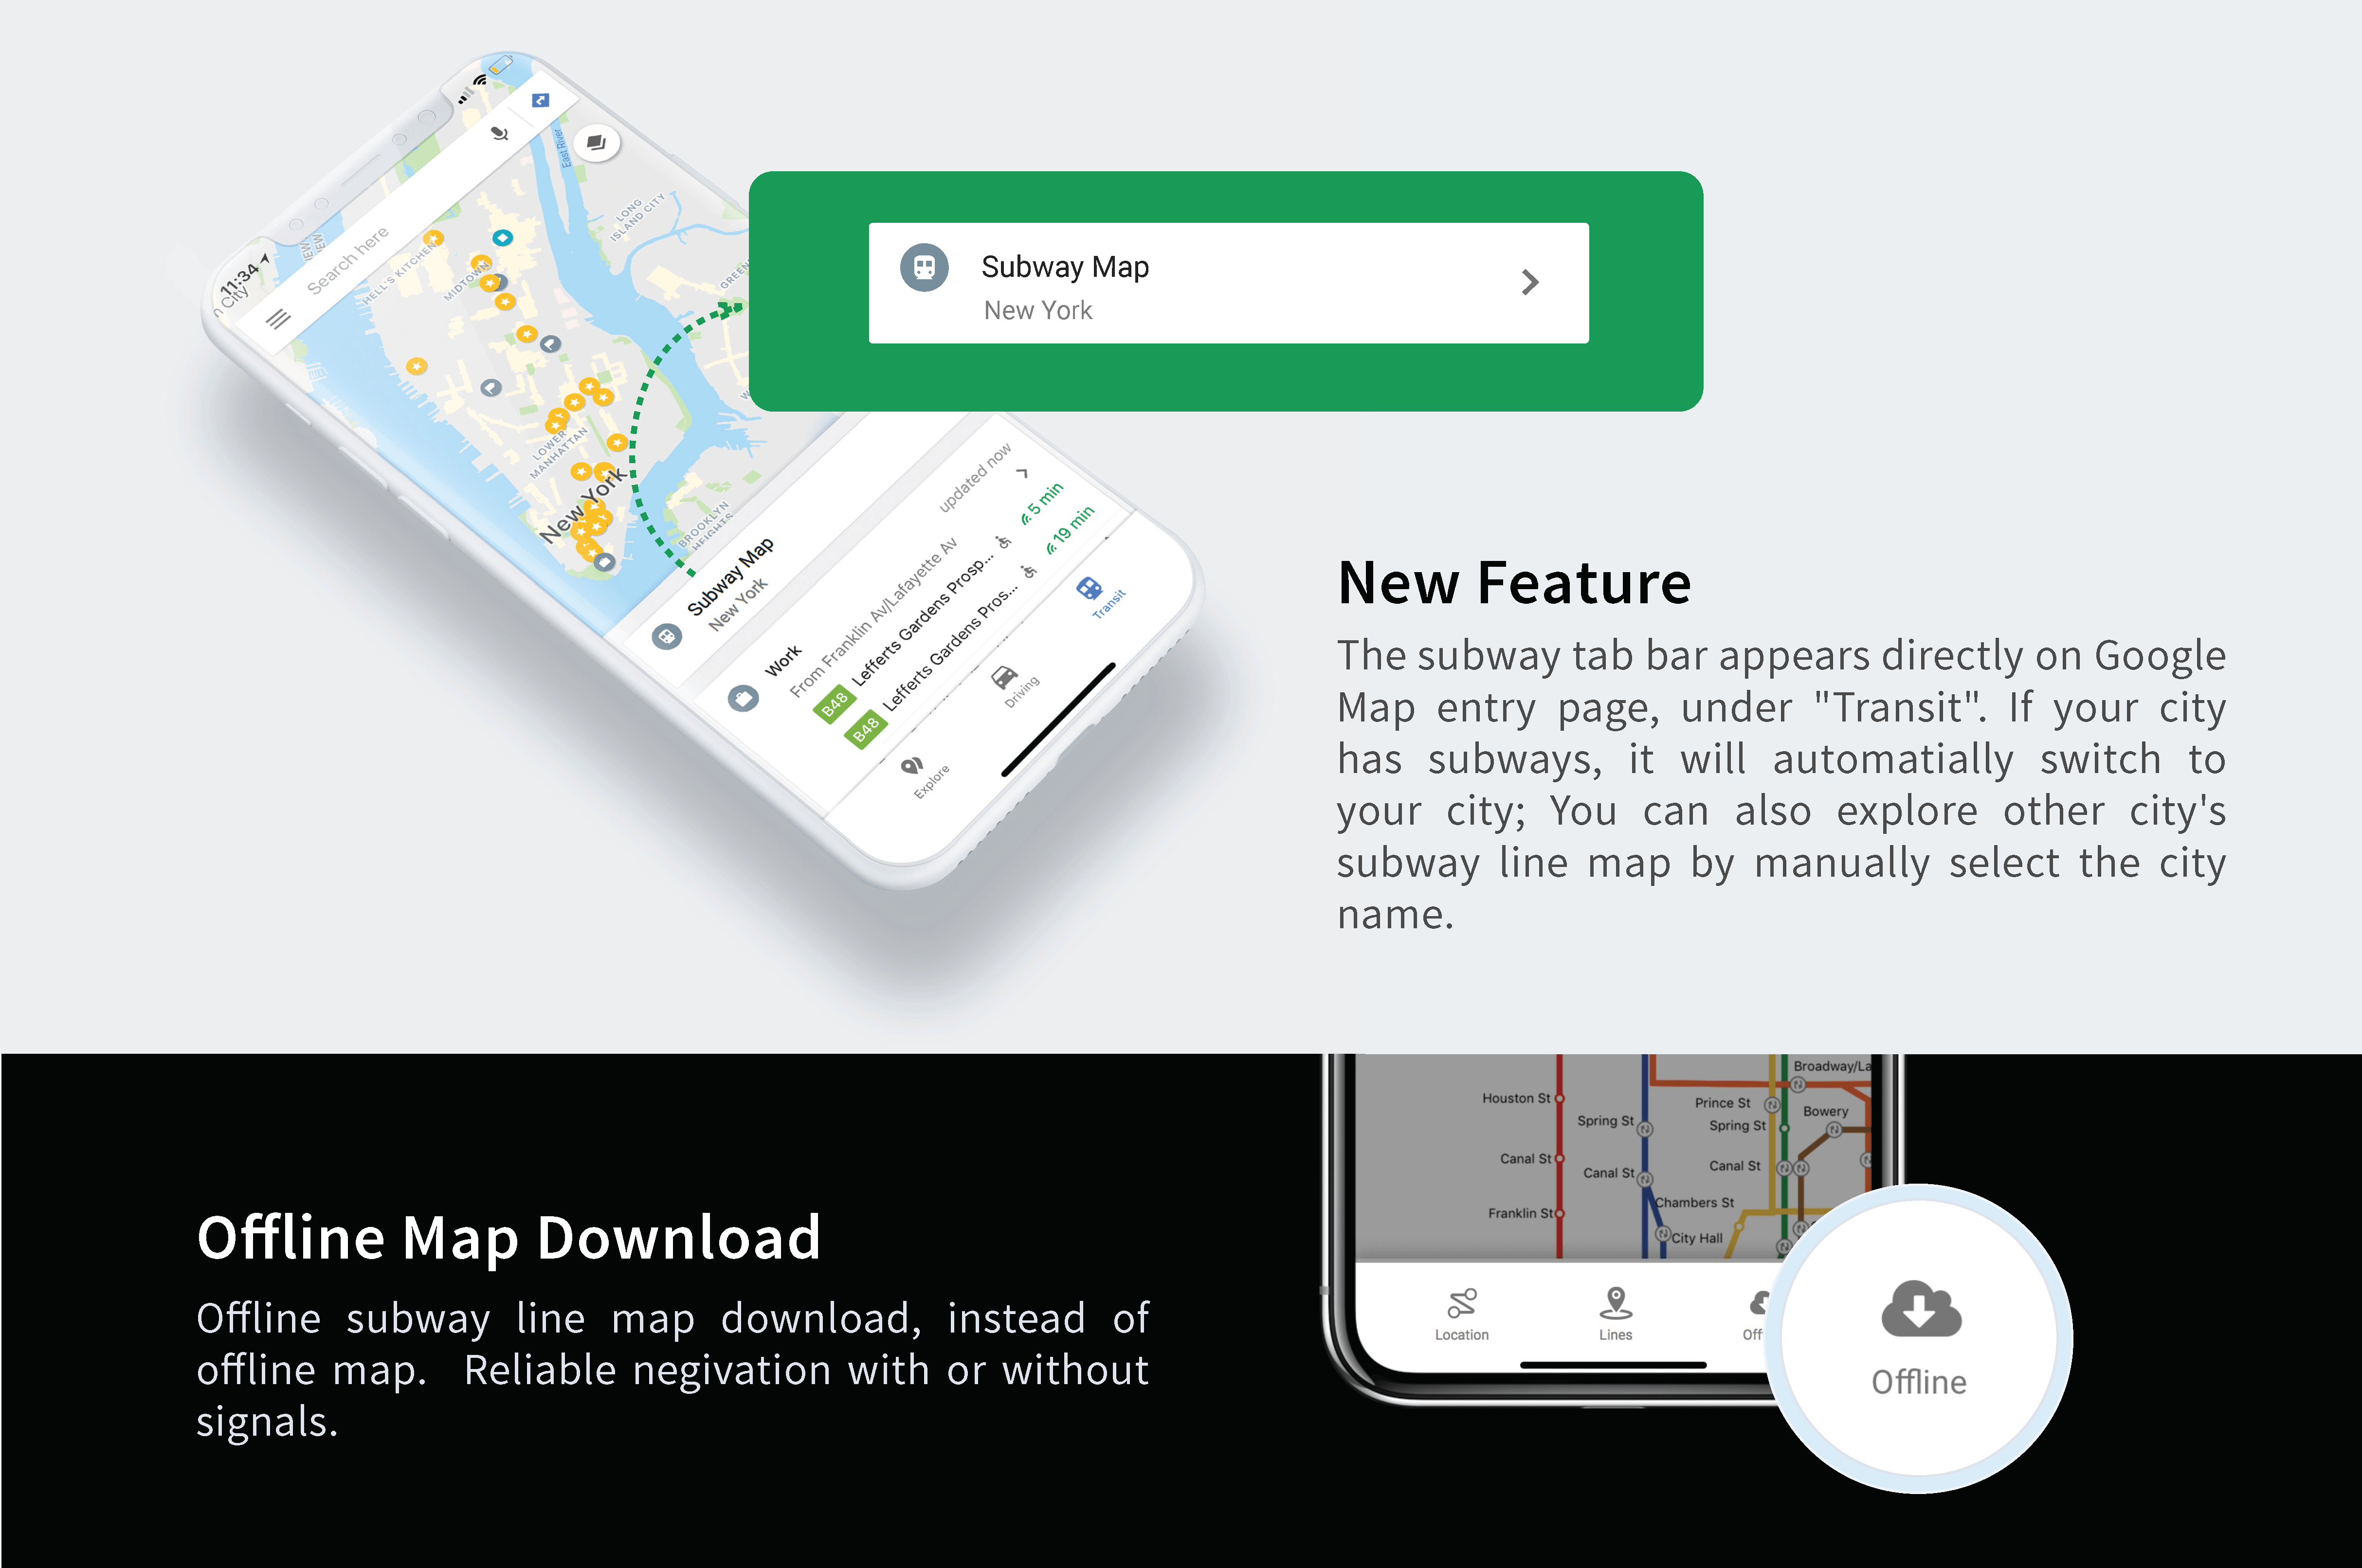 11:34
n City
Search here
East River
LONG
ISLAND CITY
HELL'S KITCHEN
MIDTOWN
GREEN
LOWER
MANHATTAN
New York
BROOKLYN
HEIGHTS
Subway Map
New York
Subway Map
New York
updated now
Work
From Franklin Av/Lafayette Av
B48 Lefferts Gardens Prosp... 5 min
B48 Lefferts Gardens Pros... 19 min
Explore
Driving
Transit
New Feature
The subway tab bar appears directly on Google
Map entry page, under "Transit". If your city
has subways, it will automatially switch to
your city; You can also explore other city's
subway line map by manually select the city
name.
Offline Map Download
Offline subway line map download, instead of
offline map. Reliable negivation with or without
signals.
Broadway/La
Houston St
Prince St
Bowery
Spring St
Spring St
Canal St
Canal St
Canal St
Chambers St
Franklin St
City Hall
Location
Lines
Off
Offline